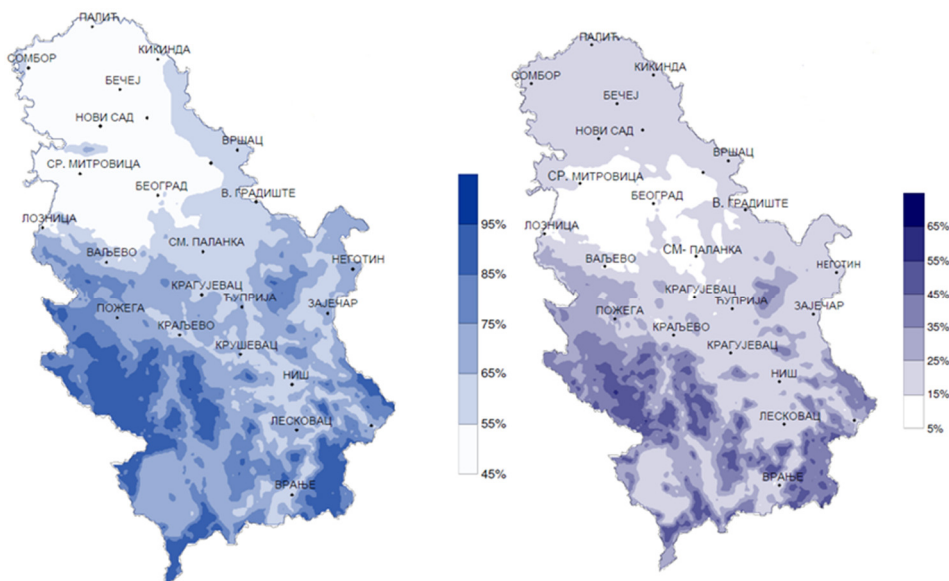 ПАЛИЋ
КИКИНДА
СОМБОР
БЕЧЕЈ
НОВИ САД
ВРШАЦ
СР. МИТРОВИЦА
БЕОГРАД
В. ГРАДИШТЕ
ЛОЗНИЦА
СМ. ПАЛАНКА
ВАЉЕВО
НЕГОТИН
КРАГУЈЕВАЦ
ЋУПРИЈА
ЗАЈЕЧАР
ПОЖЕГА
КРАЉЕВО
КРУШЕВАЦ
НИШ
ЛЕСКОВАЦ
ВРАЊЕ
95%
85%
75%
65%
55%
45%
ПАЛИЋ
КИКИНДА
СОМБОР
БЕЧЕЈ
НОВИ САД
ВРШАЦ
СР. МИТРОВИЦА
БЕОГРАД
В. ГРАДИШТЕ
ЛОЗНИЦА
СМ- ПАЛАНКА
ВАЉЕВО
НЕГОТИН
КРАГУЈЕВАЦ
ЋУПРИЈА
ЗАЈЕЧАР
ПОЖЕГА
КРАЉЕВО
КРАГУЈЕВАЦ
НИШ
ЛЕСКОВАЦ
ВРАЊЕ
65%
55%
45%
35%
25%
15%
5%